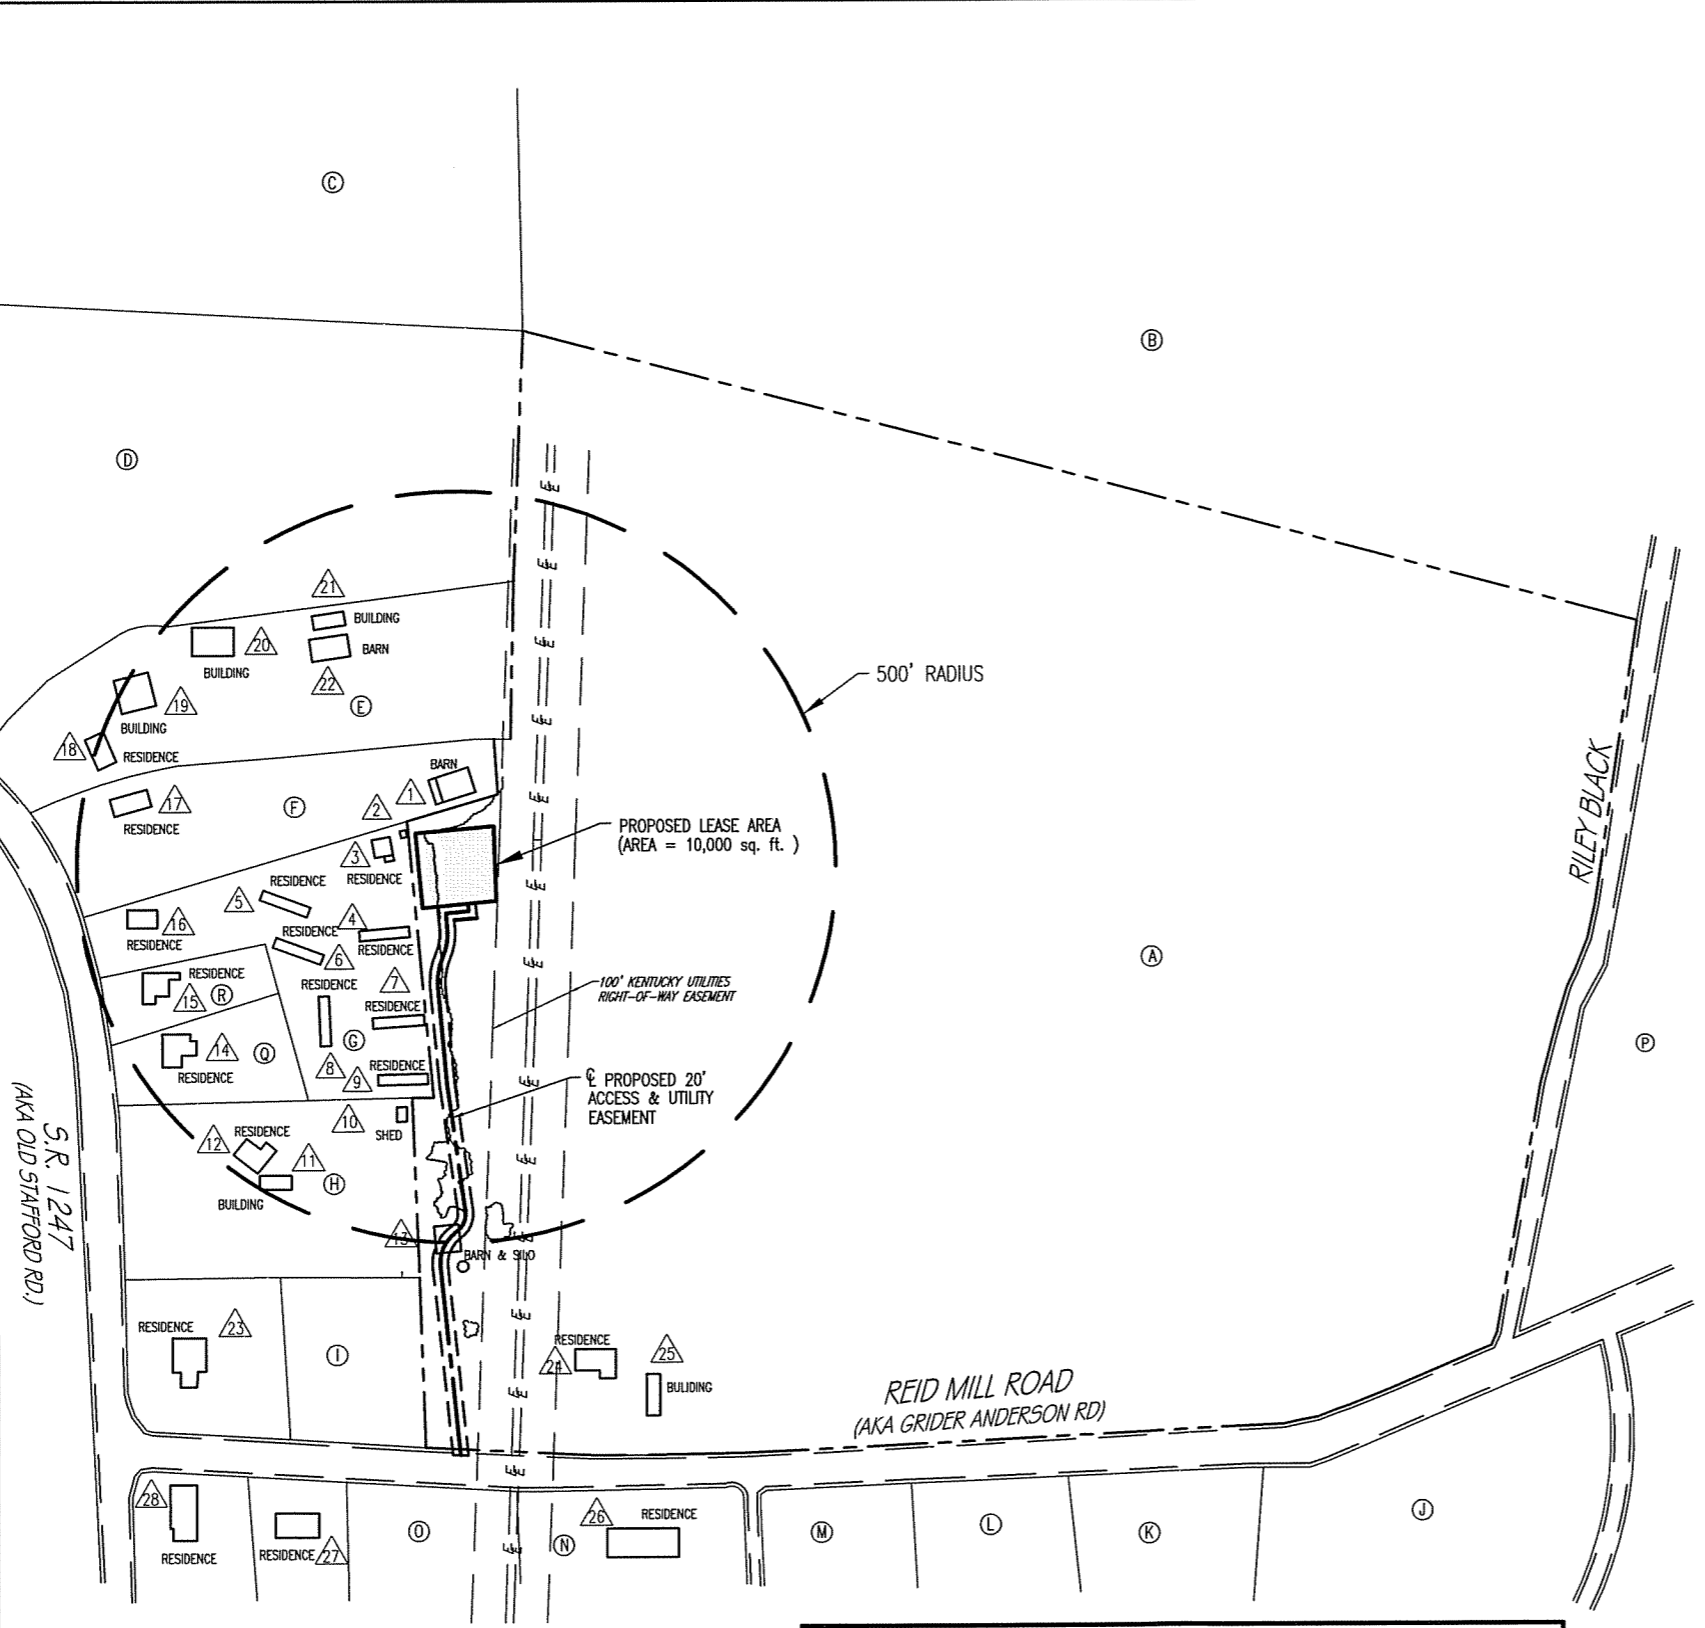 C
B
D
21
BUILDING
20
BARN
BUILDING
22
E
500' RADIUS
19
BUILDING
18
RESIDENCE
BARN
1
17
F
2
RESIDENCE
PROPOSED LEASE AREA
(AREA = 10,000 sq. ft. )
3
RESIDENCE
RESIDENCE
5
16
4
RESIDENCE
RESIDENCE
RESIDENCE
6
RESIDENCE
15
R
RESIDENCE
7
RESIDENCE
100' KENTUCKY UTILITIES
RIGHT-OF-WAY EASEMENT
A
RILEY BLACK
G
14
Q
RESIDENCE
8
RESIDENCE
9
P
℄ PROPOSED 20'
ACCESS & UTILITY
EASEMENT
10
SHED
12
RESIDENCE
11
H
BUILDING
S.R. 1247
(AKA OLD STAFFORD RD.)
13
BARN & SILO
RESIDENCE
23
I
RESIDENCE
24
25
BULIDING
REID MILL ROAD
(AKA GRIDER ANDERSON RD)
28
RESIDENCE
RESIDENCE
27
O
N
26
RESIDENCE
M
L
K
J